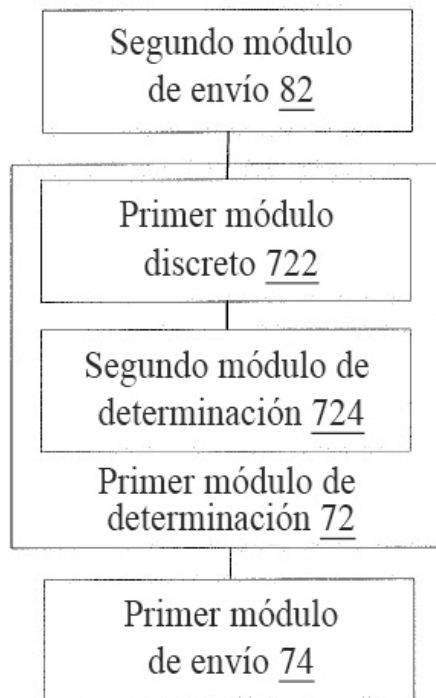 Segundo módulo
de envío 82
Primer módulo
discreto 722
Segundo módulo de
determinación 724
Primer módulo de
determinación 72
Primer módulo
de envío 74